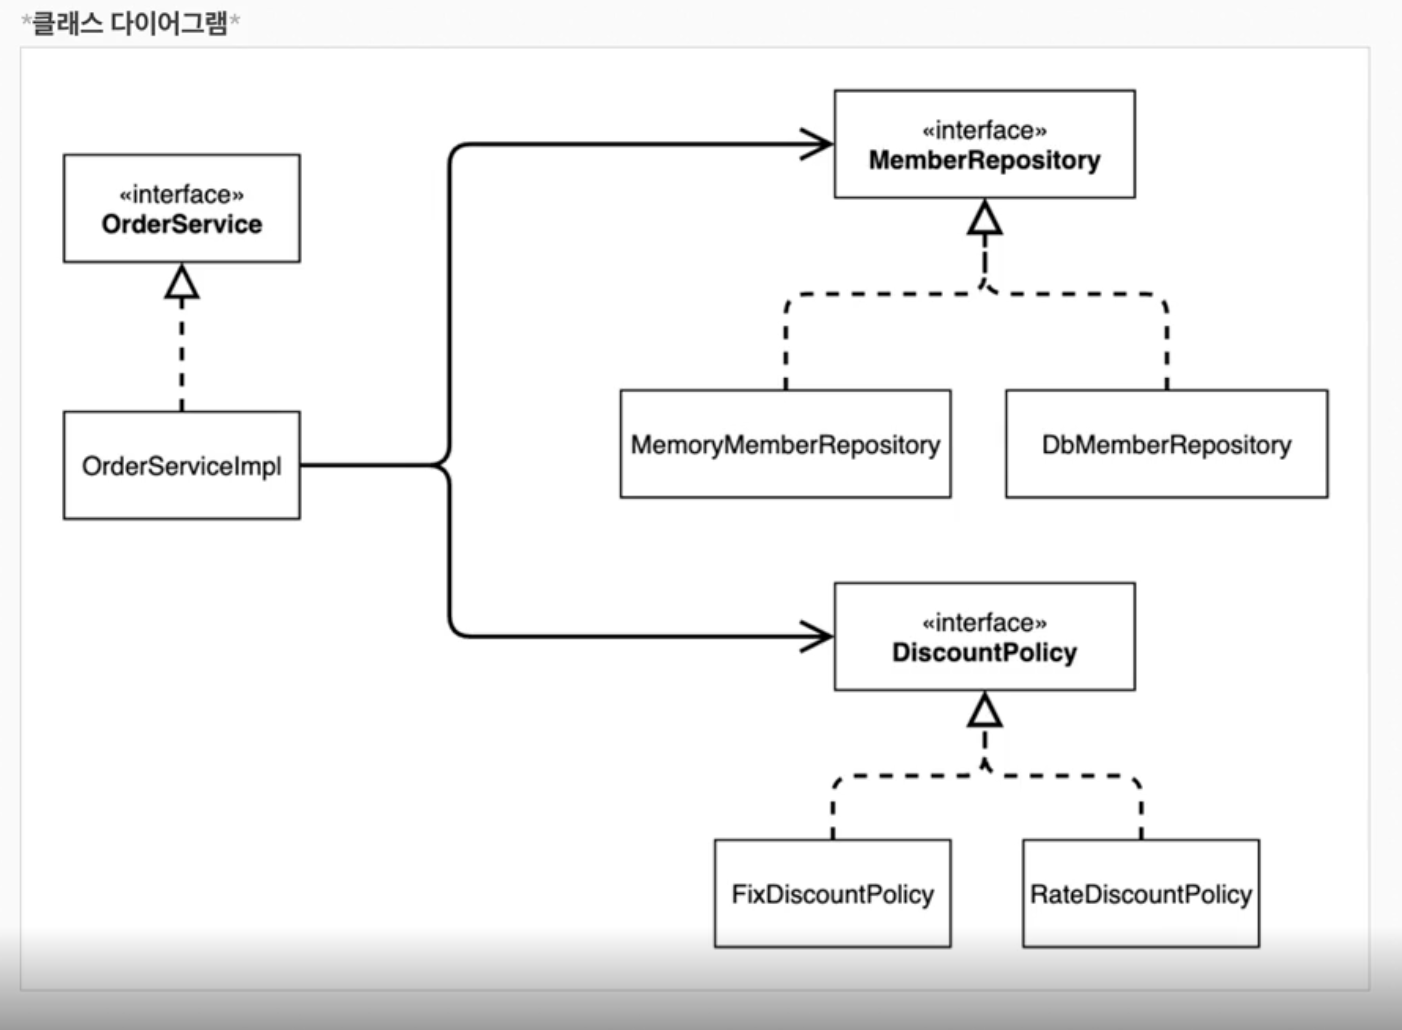 *클래스 다이어그램*
«interface»
MemberRepository
«interface»
OrderService
MemoryMemberRepository
DbMemberRepository
OrderServiceImpl
«interface»
DiscountPolicy
FixDiscountPolicy
RateDiscountPolicy